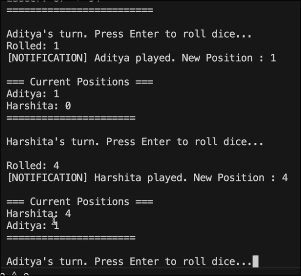 =========================
Aditya's turn. Press Enter to roll dice...
Rolled: 1
[NOTIFICATION] Aditya played. New Position : 1
=== Current Positions ===
Aditya: 1
Harshita: 0
======================
Harshita's turn. Press Enter to roll dice...
Rolled: 4
[NOTIFICATION] Harshita played. New Position : 4
=== Current Positions ===
Harshita: 4
Aditya: 1
======================
Aditya's turn. Press Enter to roll dice...